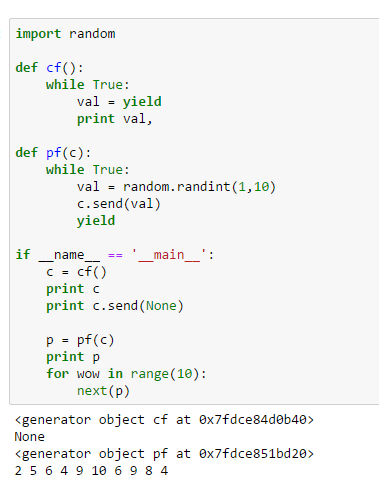 import random

def cf():
    while True:
        val = yield
        print val,

def pf(c):
    while True:
        val = random.randint(1,10)
        c.send(val)
        yield

if __name__ == '__main__':
    c = cf()
    print c
    print c.send(None)

    p = pf(c)
    print p
    for wow in range(10):
        next(p)
<generator object cf at 0x7fdce84d0b40>
None
<generator object pf at 0x7fdce851bd20>
2 5 6 4 9 10 6 9 8 4